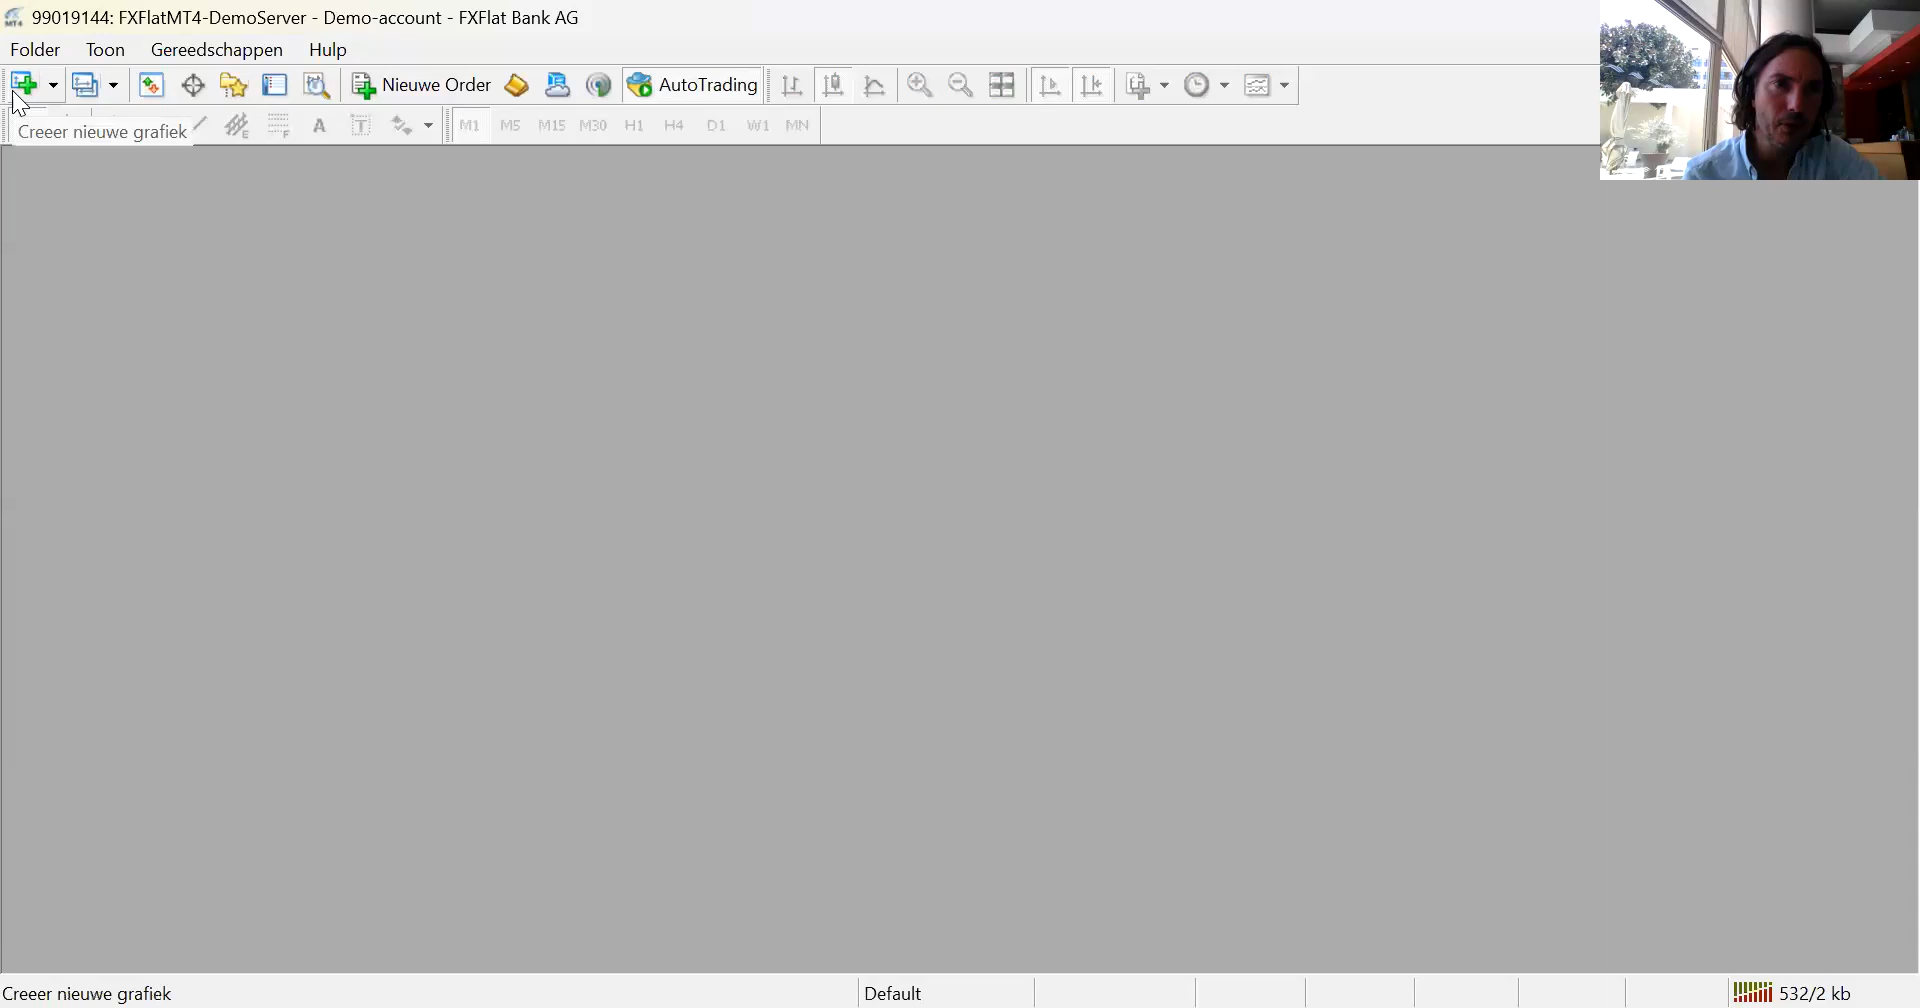 99019144: FXFlatMT4-DemoServer - Demo-account - FXFlat Bank AG
Folder Toon Gereedschappen Hulp
Nieuwe Order AutoTrading
Creeer nieuwe grafiek A T M1 M5 M15 M30 H1 H4 D1 W1 MN
Creeer nieuwe grafiek Default 532/2 kb